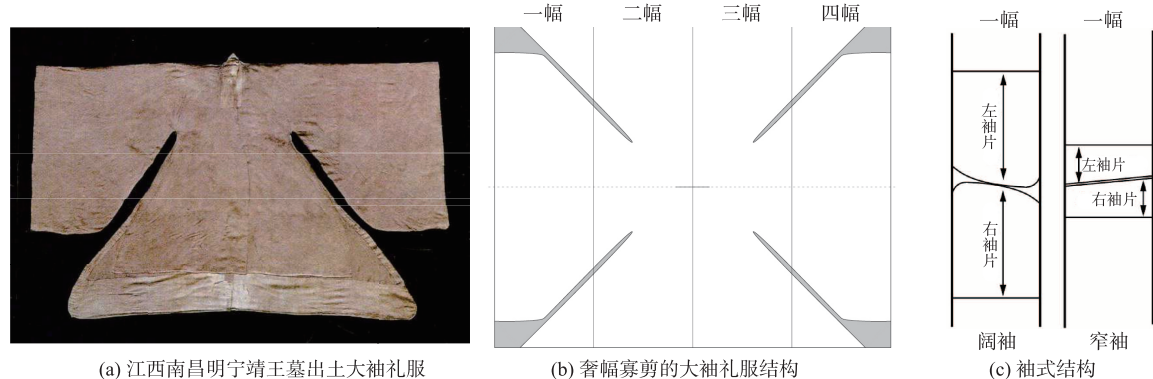 一幅 二幅 三幅 四幅
一幅 一幅
左袖片
右袖片
左袖片
右袖片
阔袖 窄袖
(a) 江西南昌明宁靖王墓出土大袖礼服
(b) 奢幅寡剪的大袖礼服结构
(c) 袖式结构